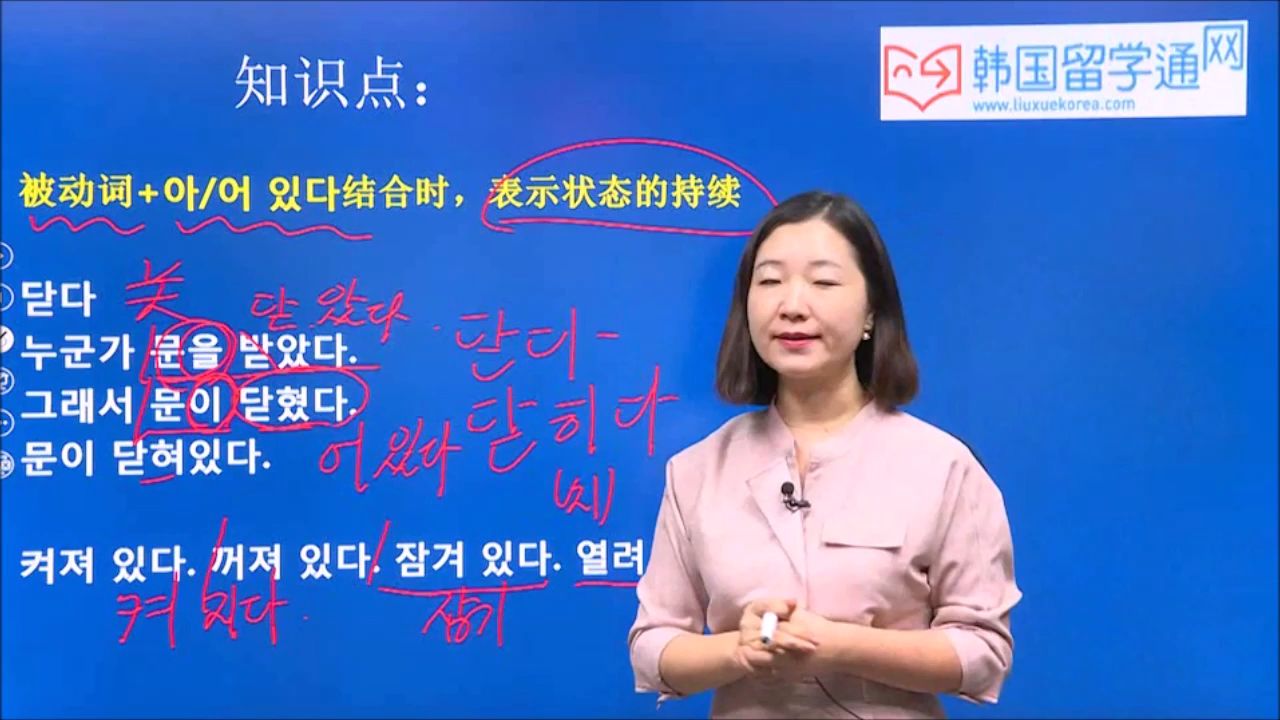 知识点：
韩国留学通网
www.liuxuekorea.com
被动词+아/어 있다结合时，表示状态的持续
닫다 关 닫았다.
누군가 문을 받았다. 닫다 -
그래서 문이 닫혔다. 닫히다
문이 닫혀있다. 어 있다
켜져 있다. 꺼져 있다. 잠겨 있다. 열려
켜 있다. 잠기